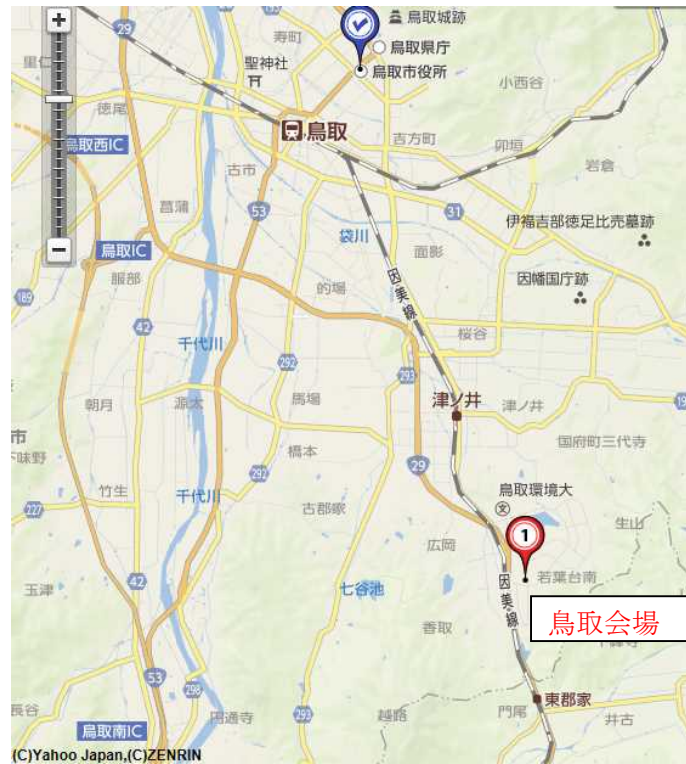 29
鳥取城跡
寿町
鳥取県庁
聖神社
鳥取市役所
小西谷
徳尾
鳥取
鳥取西IC
古市
吉方町
卯垣
岩倉
菖蒲
53
31
袋川
面影
伊福吉部徳足比売墓跡
鳥取IC
服部
因美線
因幡国庁跡
189
的場
42
千代川
桜谷
292
293
朝月
源太
馬場
津ノ井
津ノ井
市
下味野
橋本
国府町三代寺
29
292
鳥取環境大
竹生
千代川
227
古郡家
広岡
生山
1
42
玉津
七谷池
因美線
若葉台南
鳥取会場
香取
53
298
東郡家
長谷
鳥取南IC
円通寺
293
越路
門尾
井古
(C)Yahoo Japan,(C)ZENRIN